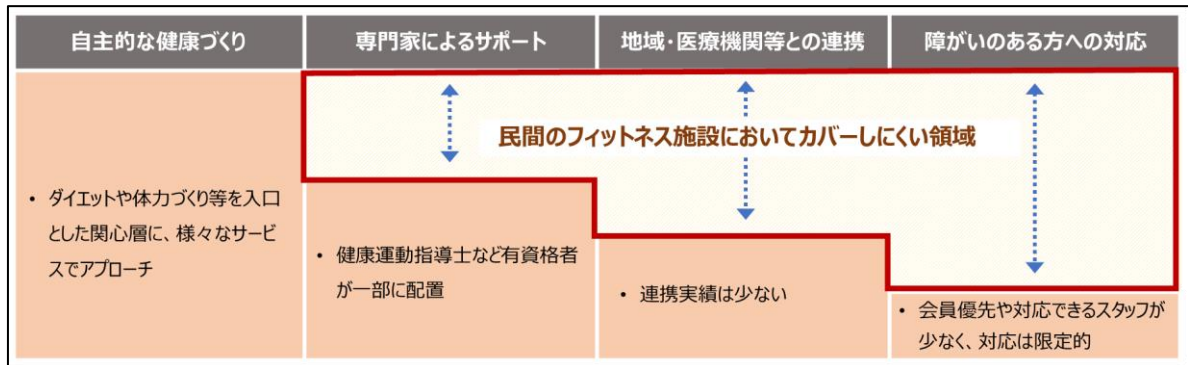 自主的な健康づくり
専門家によるサポート
地域・医療機関等との連携
障がいのある方への対応
民間のフィットネス施設においてカバーしにくい領域
• ダイエットや体力づくり等を入口
とした関心層に、様々なサービ
スでアプローチ
• 健康運動指導士など有資格者
が一部に配置
• 連携実績は少ない
• 会員優先や対応できるスタッフが
少なく、対応は限定的